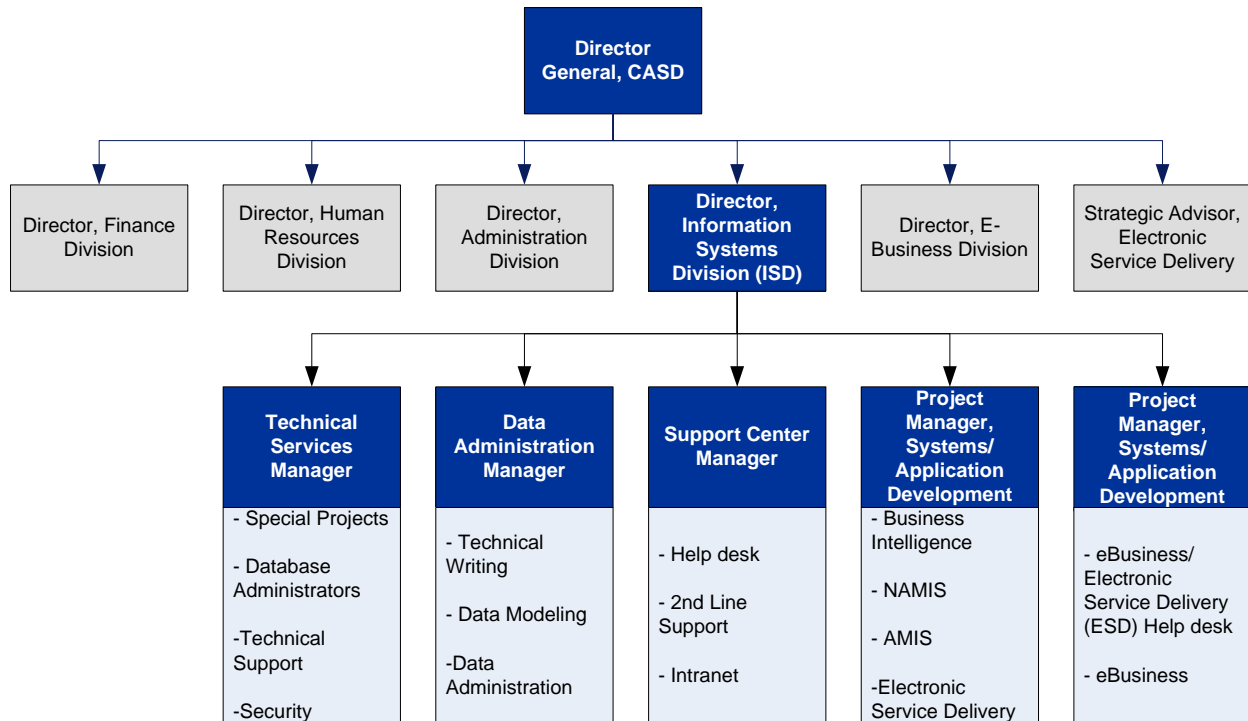 Director
General, CASD
Director, Finance
Division
Director, Human
Resources
Division
Director,
Administration
Division
Director,
Information
Systems
Division (ISD)
Director, E-
Business Division
Strategic Advisor,
Electronic
Service Delivery
Technical
Services
Manager
- Special Projects
- Database
Administrators
-Technical
Support
-Security
Data
Administration
Manager
- Technical
Writing
- Data Modeling
-Data
Administration
Support Center
Manager
- Help desk
- 2nd Line
Support
- Intranet
Project
Manager,
Systems/
Application
Development
- Business
Intelligence
- NAMIS
- AMIS
-Electronic
Service Delivery
Project
Manager,
Systems/
Application
Development
- eBusiness/
Electronic
Service Delivery
(ESD) Help desk
- eBusiness